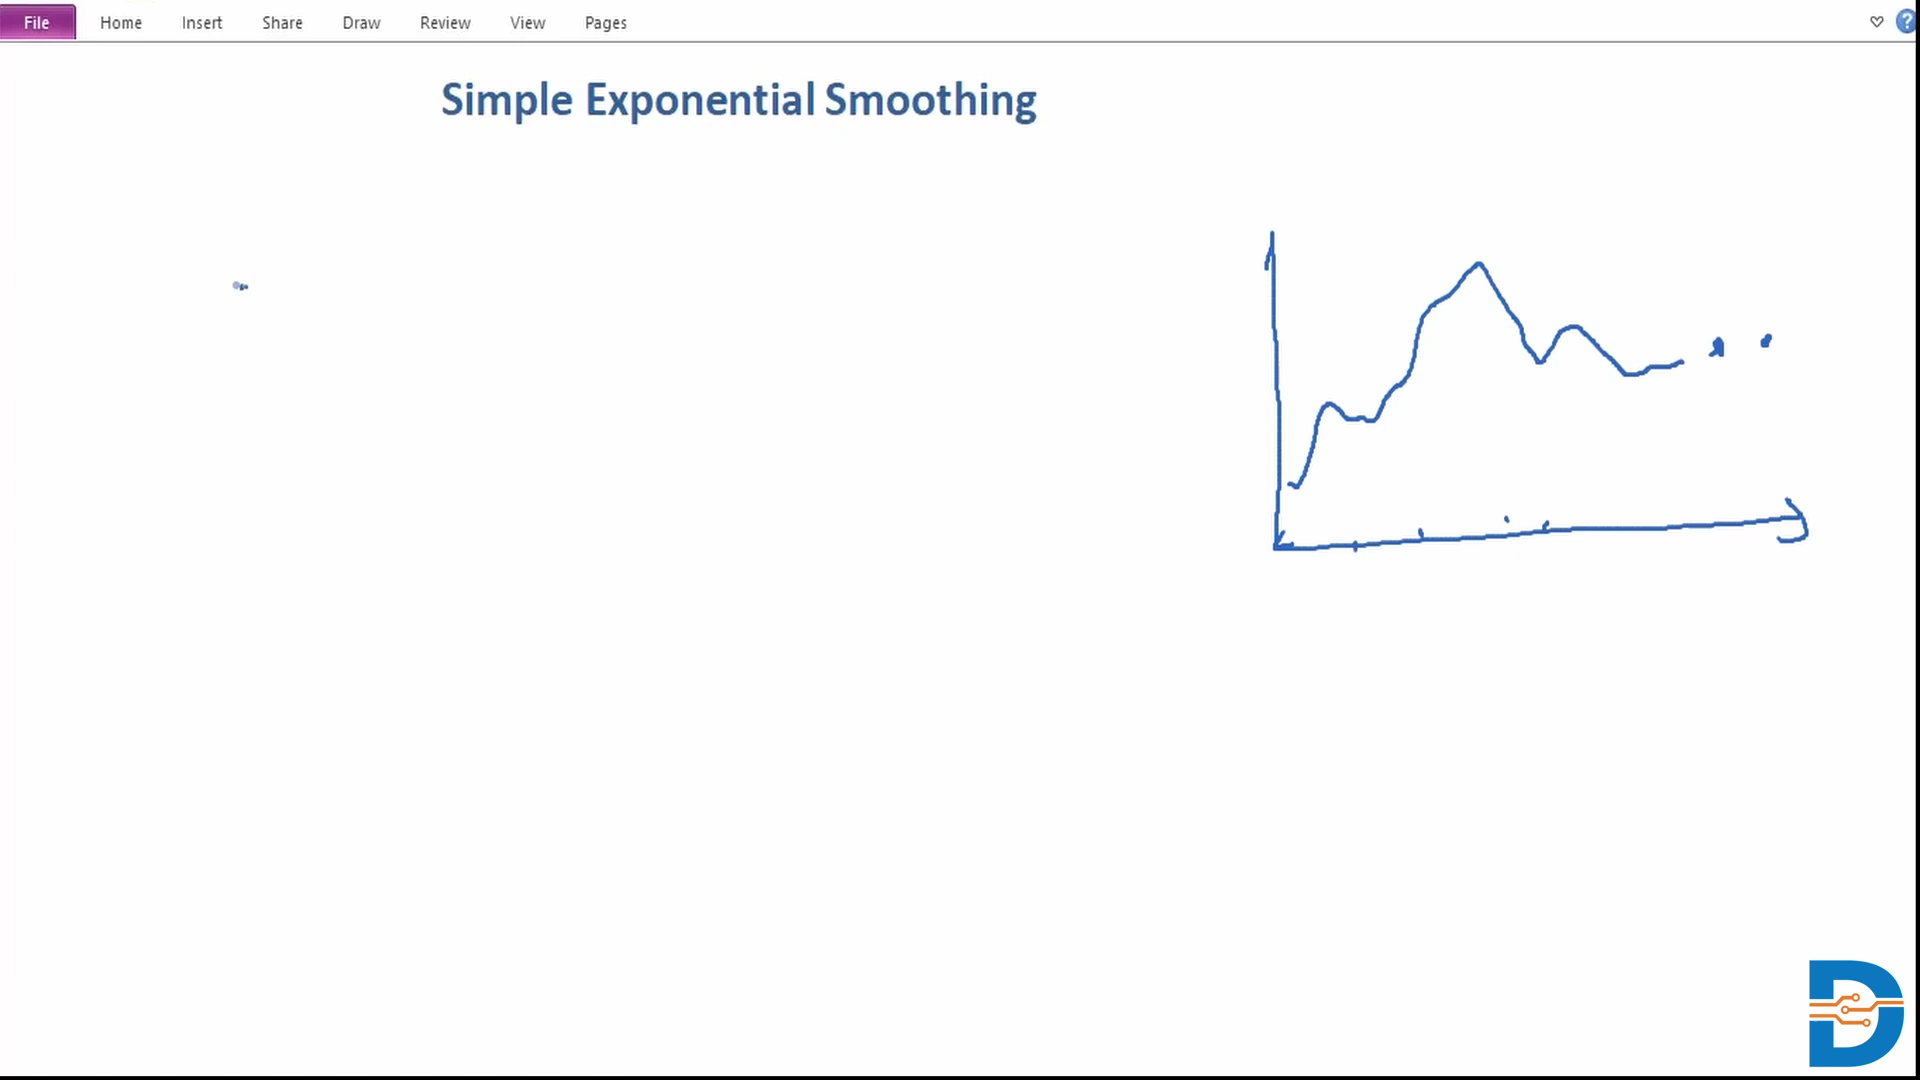 File Home Insert Share Draw Review View Pages ?
Simple Exponential Smoothing